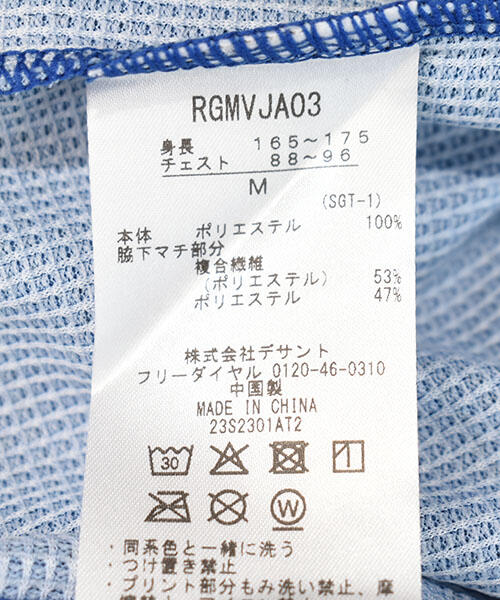 RGMVJA03
身長 165～175
チェスト 88～96
M
(SGT-1)
本体 ポリエステル 100%
脇下マチ部分
複合繊維
(ポリエステル) 53%
ポリエステル 47%
株式会社デサント
フリーダイヤル 0120-46-0310
中国製
MADE IN CHINA
23S2301AT2
30 1
W
・同系色と一緒に洗う
・つけ置き禁止
・プリント部分もみ洗い禁止、摩